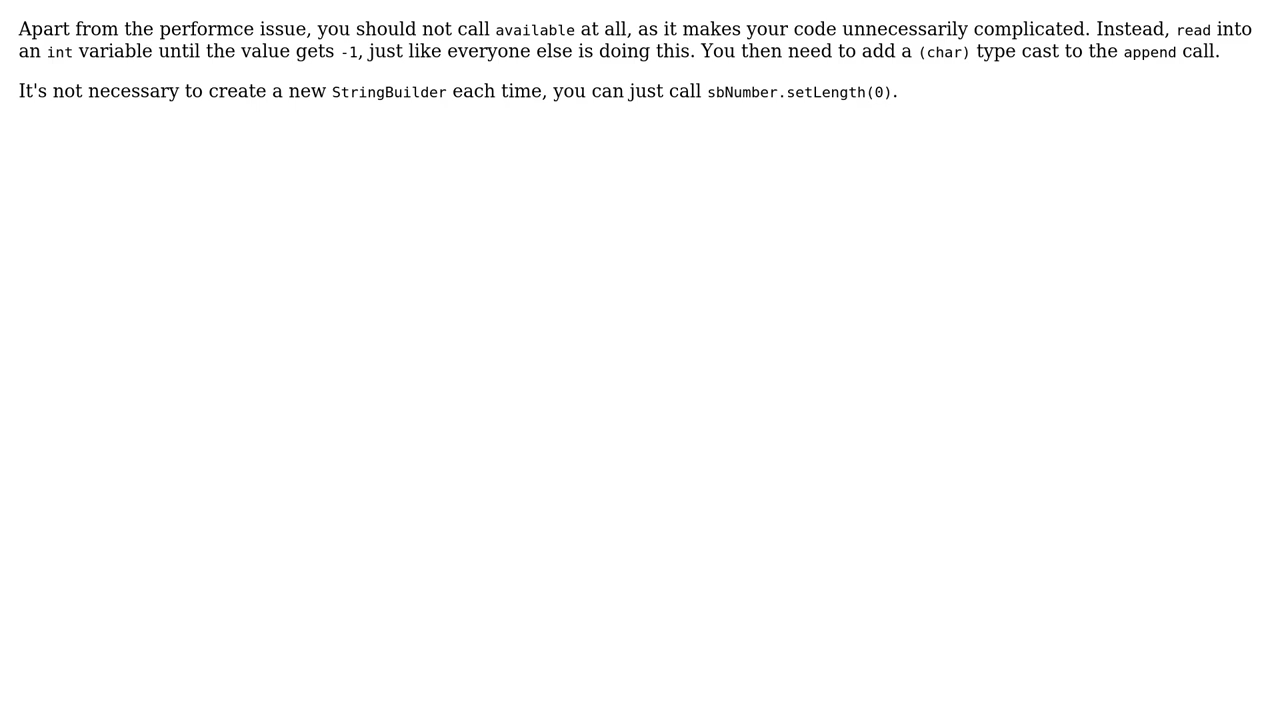 Apart from the performce issue, you should not call available at all, as it makes your code unnecessarily complicated. Instead, read into
an int variable until the value gets -1, just like everyone else is doing this. You then need to add a (char) type cast to the append call.
It's not necessary to create a new StringBuilder each time, you can just call sbNumber.setLength(0).